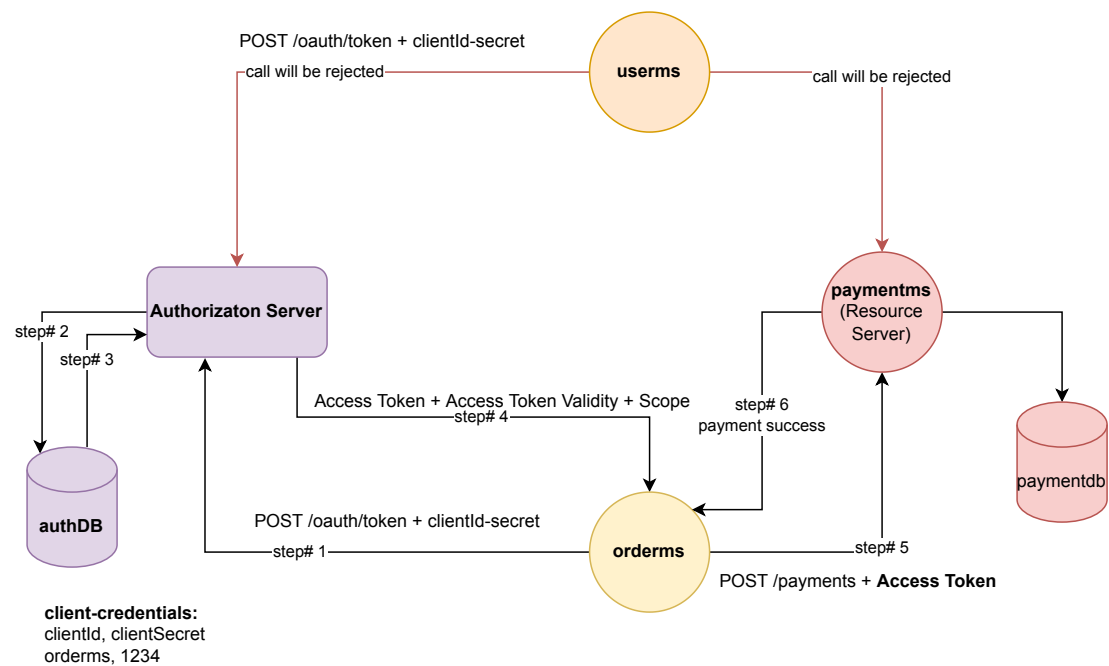 POST /oauth/token + clientId-secret
call will be rejected
userms
call will be rejected
Authorizaton Server
paymentms
(Resource
Server)
step# 2
step# 3
Access Token + Access Token Validity + Scope
step# 4
step# 6
payment success
paymentdb
authDB
POST /oauth/token + clientId-secret
step# 1
orderms
step# 5
POST /payments + Access Token
client-credentials:
clientId, clientSecret
orderms, 1234